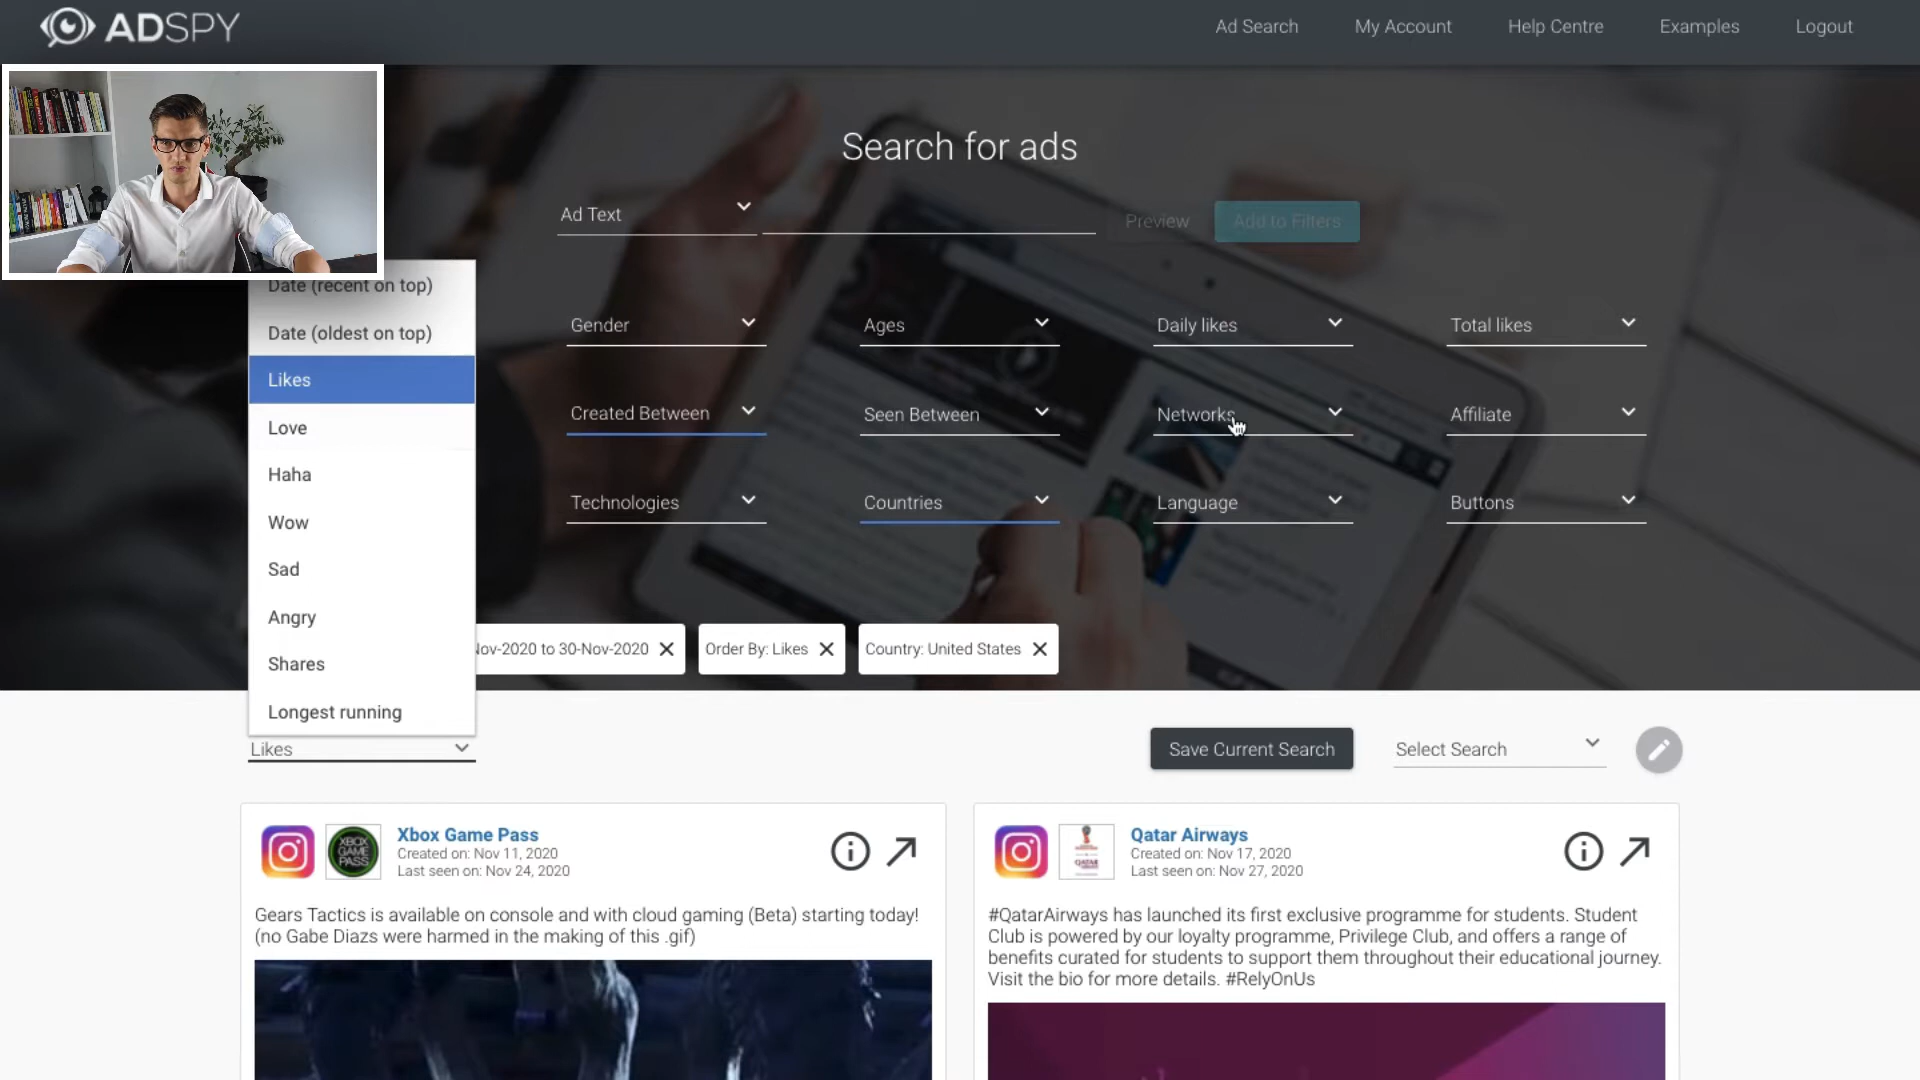 ADSPY
Ad Search
My Account
Help Centre
Examples
Logout
Search for ads
Ad Text
Preview
Add to Filters
Date (recent on top)
Date (oldest on top)
Likes
Love
Haha
Wow
Sad
Angry
Shares
Longest running
Likes
Gender
Ages
Daily likes
Total likes
Created Between
Seen Between
Networks
Affiliate
Technologies
Countries
Language
Buttons
Nov-2020 to 30-Nov-2020
Order By: Likes
Country: United States
Save Current Search
Select Search
Xbox Game Pass
Created on: Nov 11, 2020
Last seen on: Nov 24, 2020
XBOX
GAME
PASS
Gears Tactics is available on console and with cloud gaming (Beta) starting today!
(no Gabe Diazs were harmed in the making of this .gif)
Qatar Airways
Created on: Nov 17, 2020
Last seen on: Nov 27, 2020
QATAR
#QatarAirways has launched its first exclusive programme for students. Student
Club is powered by our loyalty programme, Privilege Club, and offers a range of
benefits curated for students to support them throughout their educational journey.
Visit the bio for more details. #RelyOnUs